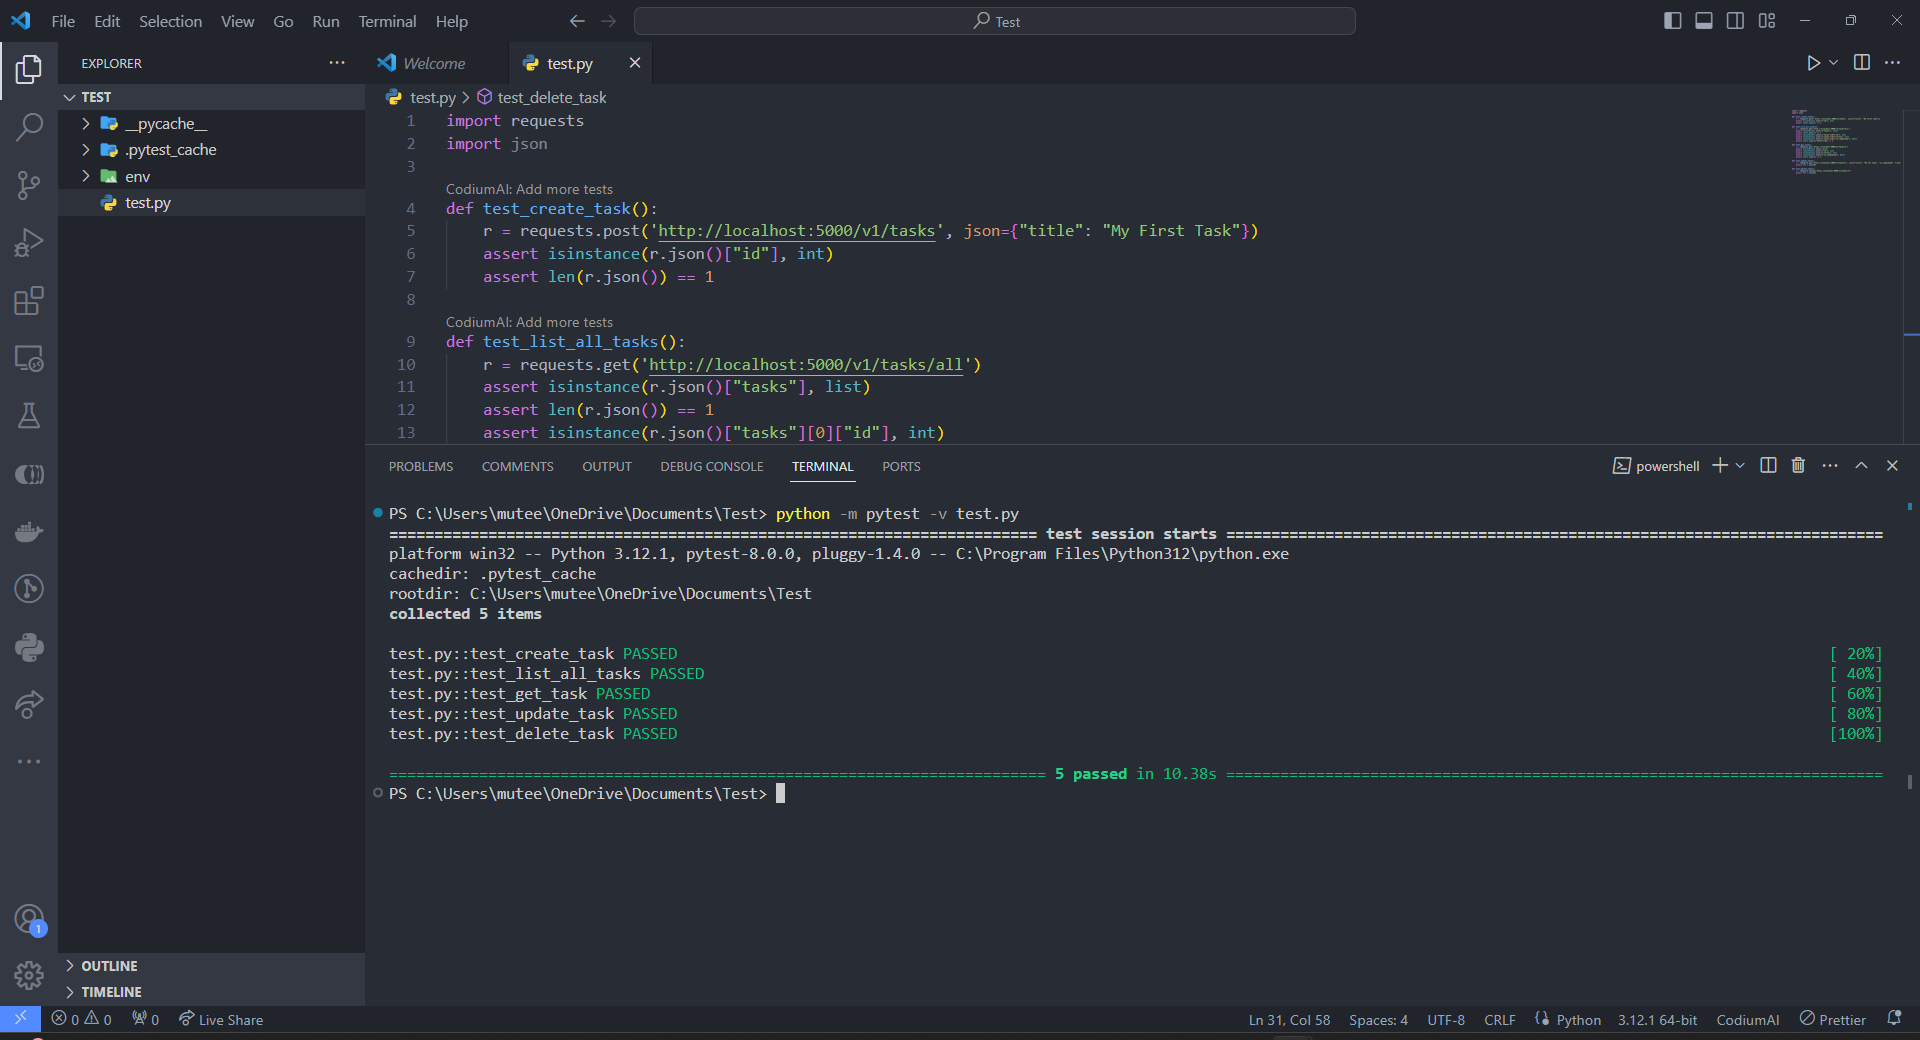 File Edit Selection View Go Run Terminal Help
Test
EXPLORER
TEST
__pycache__
.pytest_cache
env
test.py
OUTLINE
TIMELINE
Welcome
test.py
test.py > test_delete_task
1 import requests
2 import json
3
CodiumAI: Add more tests
4 def test_create_task():
5 r = requests.post('http://localhost:5000/v1/tasks', json={"title": "My First Task"})
6 assert isinstance(r.json()["id"], int)
7 assert len(r.json()) == 1
8
CodiumAI: Add more tests
9 def test_list_all_tasks():
10 r = requests.get('http://localhost:5000/v1/tasks/all')
11 assert isinstance(r.json()["tasks"], list)
12 assert len(r.json()) == 1
13 assert isinstance(r.json()["tasks"][0]["id"], int)
PROBLEMS COMMENTS OUTPUT DEBUG CONSOLE TERMINAL PORTS
powershell
PS C:\Users\mutee\OneDrive\Documents\Test> python -m pytest -v test.py
======================================================================== test session starts =========================================================================
platform win32 -- Python 3.12.1, pytest-8.0.0, pluggy-1.4.0 -- C:\Program Files\Python312\python.exe
cachedir: .pytest_cache
rootdir: C:\Users\mutee\OneDrive\Documents\Test
collected 5 items
test.py::test_create_task PASSED [ 20%]
test.py::test_list_all_tasks PASSED [ 40%]
test.py::test_get_task PASSED [ 60%]
test.py::test_update_task PASSED [ 80%]
test.py::test_delete_task PASSED [100%]
========================================================================= 5 passed in 10.38s =========================================================================
PS C:\Users\mutee\OneDrive\Documents\Test>
1
0 0 0 Live Share
Ln 31, Col 58 Spaces: 4 UTF-8 CRLF Python 3.12.1 64-bit CodiumAI Prettier